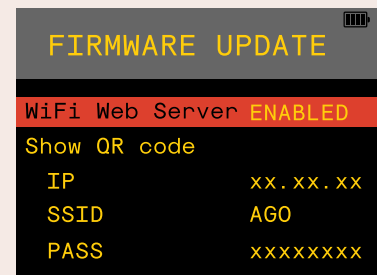 FIRMWARE UPDATE
WiFi Web Server ENABLED
Show QR code
IP xx.xx.xx
SSID AGO
PASS xxxxxxxx